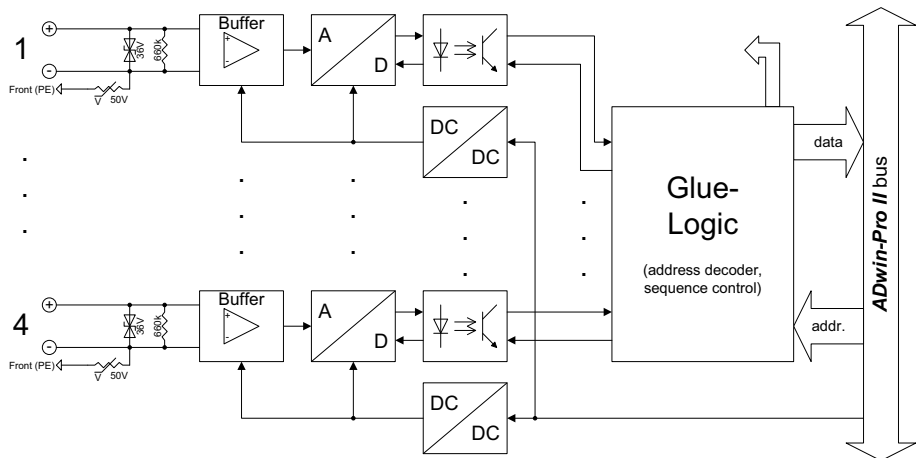 1
+
-
36V
660k
Front (PE)
V
50V
Buffer
+
-
A
D
DC
DC
Glue-
Logic
(address decoder,
sequence control)
data
addr.
ADwin-Pro II bus
4
+
-
36V
660k
Front (PE)
V
50V
Buffer
+
-
A
D
DC
DC